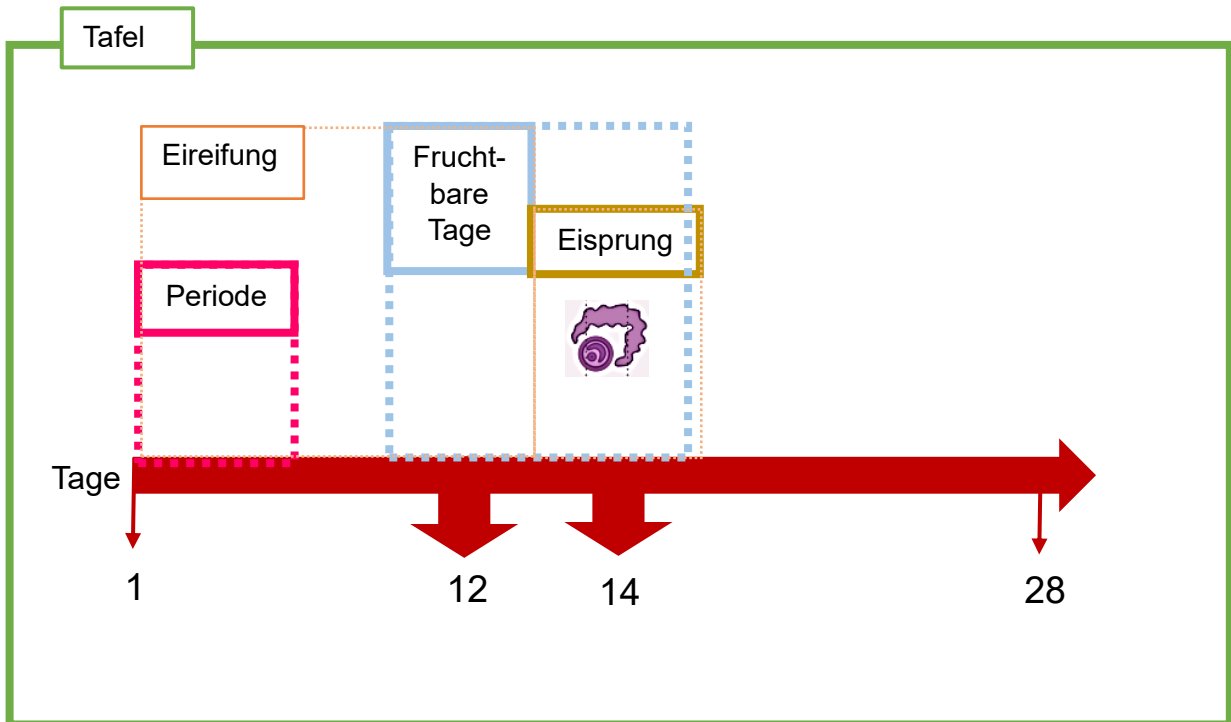 Tafel
Eireifung
Frucht-
bare
Tage
Eisprung
Periode
Tage
1
12
14
28